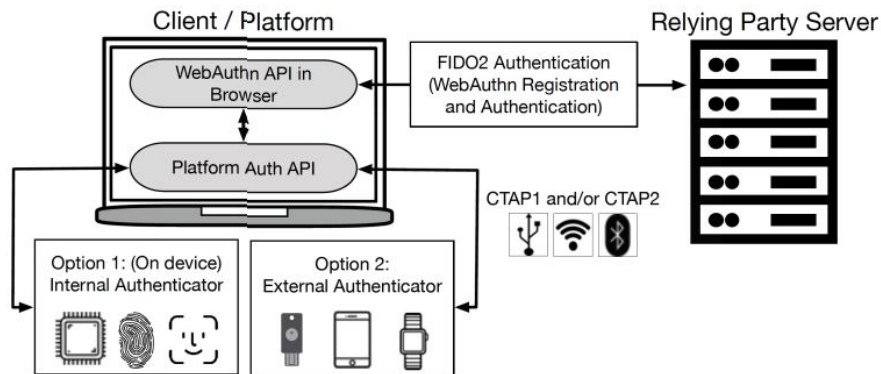 Client / Platform
Relying Party Server
WebAuthn API in
Browser
FIDO2 Authentication
(WebAuthn Registration
and Authentication)
Platform Auth API
CTAP1 and/or CTAP2
Option 1: (On device)
Internal Authenticator
Option 2:
External Authenticator